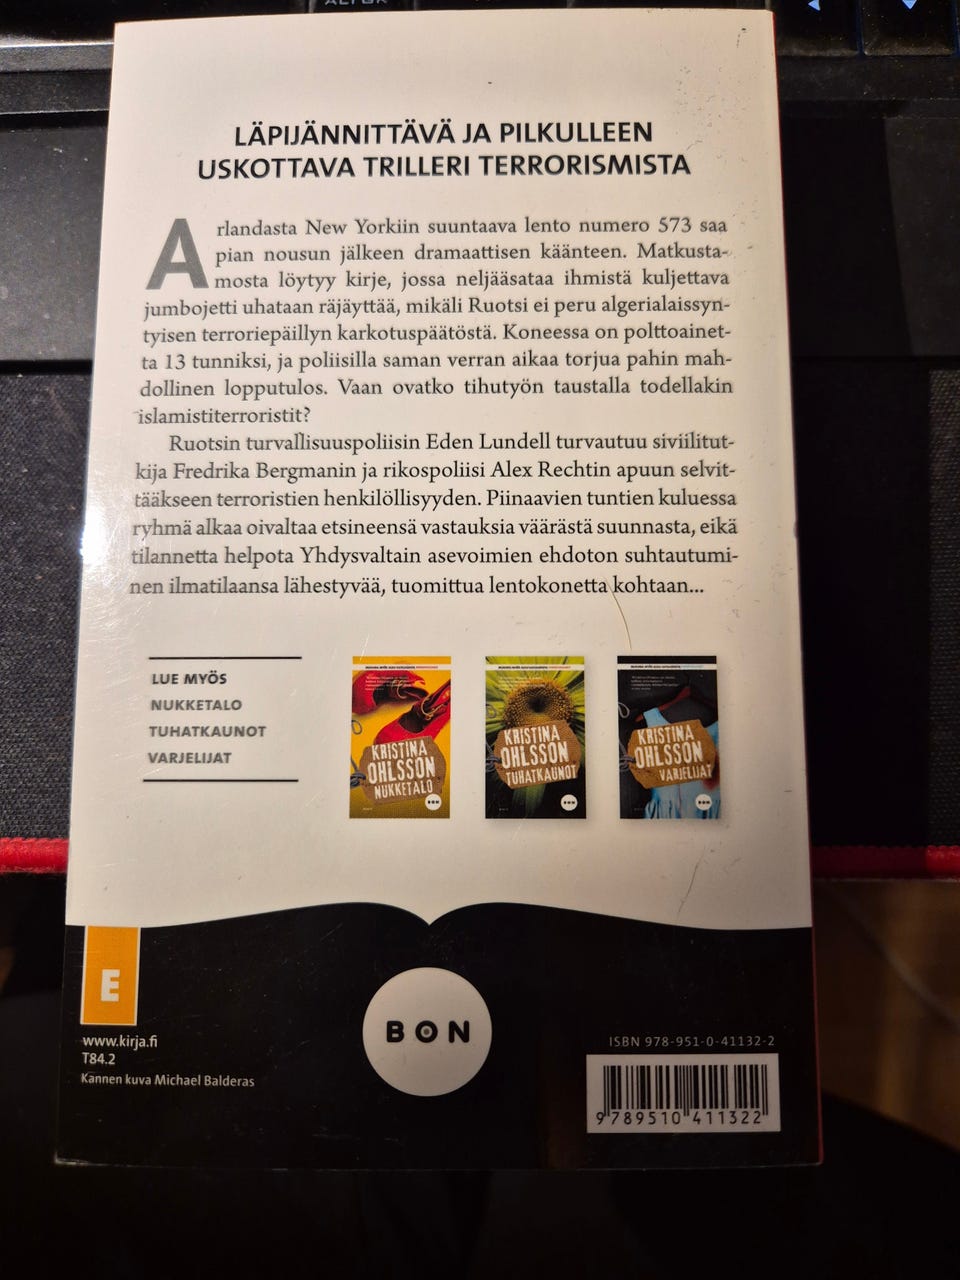 LÄPIJÄNNITTÄVÄ JA PILKULLEEN
USKOTTAVA TRILLERI TERRORISMISTA
Arlandasta New Yorkiin suuntaava lento numero 573 saa
pian nousun jälkeen dramaattisen käänteen. Matkusta-
mosta löytyy kirje, jossa neljääsataa ihmistä kuljettava
jumbojetti uhataan räjäyttää, mikäli Ruotsi ei peru algerialaissyn-
tyisen terroriepäillyn karkotuspäätöstä. Koneessa on polttoainet-
ta 13 tunniksi, ja poliisilla saman verran aikaa torjua pahin mah-
dollinen lopputulos. Vaan ovatko tihutyön taustalla todellakin
islamistiterroristit?
Ruotsin turvallisuuspoliisin Eden Lundell turvautuu siviilitut-
kija Fredrika Bergmanin ja rikospoliisi Alex Rechtin apuun selvit-
tääkseen terroristien henkilöllisyyden. Piinaavien tuntien kuluessa
ryhmä alkaa oivaltaa etsineensä vastauksia väärästä suunnasta, eikä
tilannetta helpota Yhdysvaltain asevoimien ehdoton suhtautumi-
nen ilmatilaansa lähestyvää, tuomittua lentokonetta kohtaan...
LUE MYÖS
NUKKETALO
TUHATKAUNOT
VARJELIJAT
KRISTINA
OHLSSON
NUKKETALO
BON
KRISTINA
OHLSSON
TUHATKAUNOT
BON
KRISTINA
OHLSSON
VARJELIJAT
BON
E
www.kirja.fi
T84.2
Kannen kuva Michael Balderas
BON
ISBN 978-951-0-41132-2
9 789510 411322